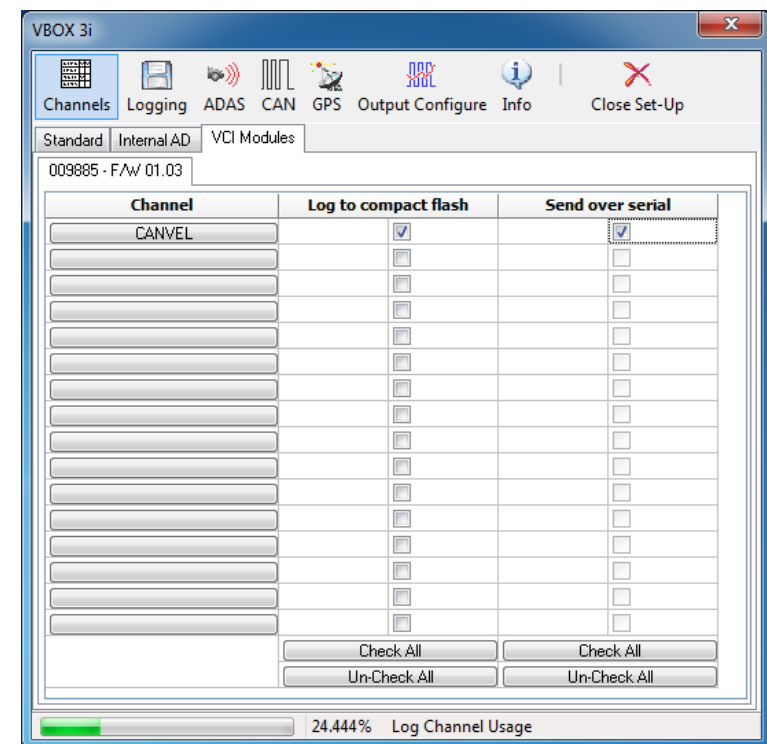 VBOX 3i
Channels Logging ADAS CAN GPS Output Configure Info Close Set-Up
Standard Internal AD VCI Modules
009885 - F/W 01.03
Channel Log to compact flash Send over serial
CANVEL
Check All Check All
Un-Check All Un-Check All
24.444% Log Channel Usage